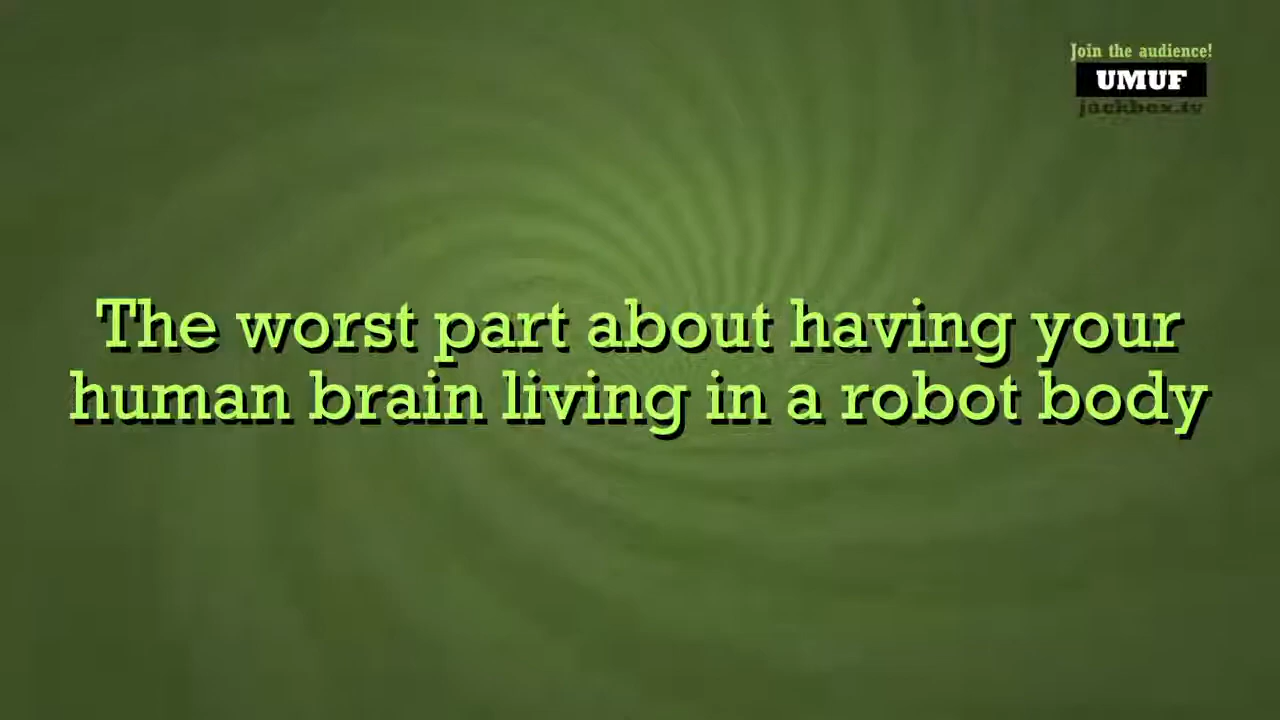 Join the audience!
UMUF
jackbox.tv
The worst part about having your
human brain living in a robot body